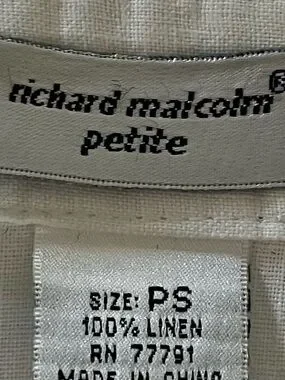 richard malcolm®
petite
SIZE: PS
100% LINEN
RN 77791
MADE IN CHINA